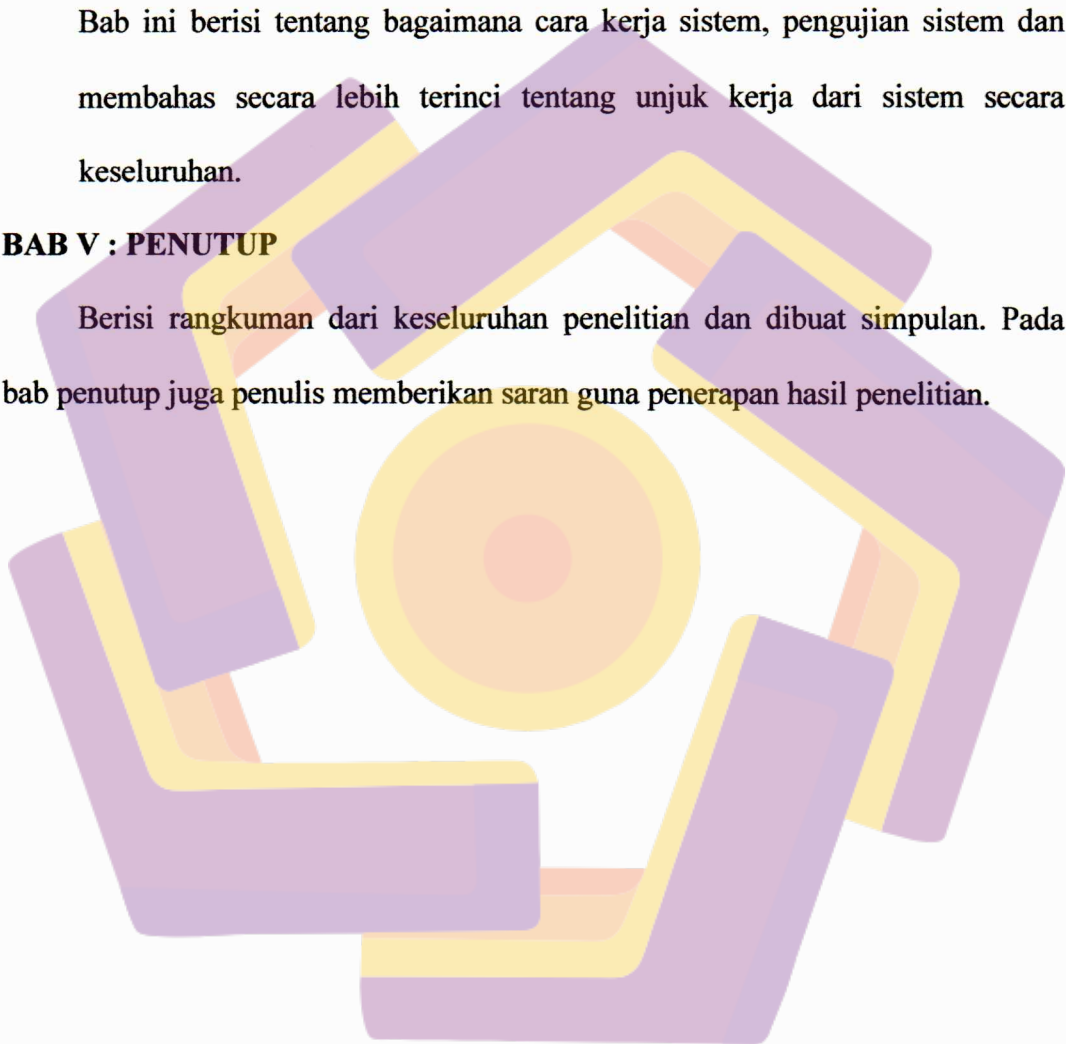 Bab ini berisi tentang bagaimana cara kerja sistem, pengujian sistem dan
membahas secara lebih terinci tentang unjuk kerja dari sistem secara
keseluruhan.
BAB V : PENUTUP
Berisi rangkuman dari keseluruhan penelitian dan dibuat simpulan. Pada
bab penutup juga penulis memberikan saran guna penerapan hasil penelitian.